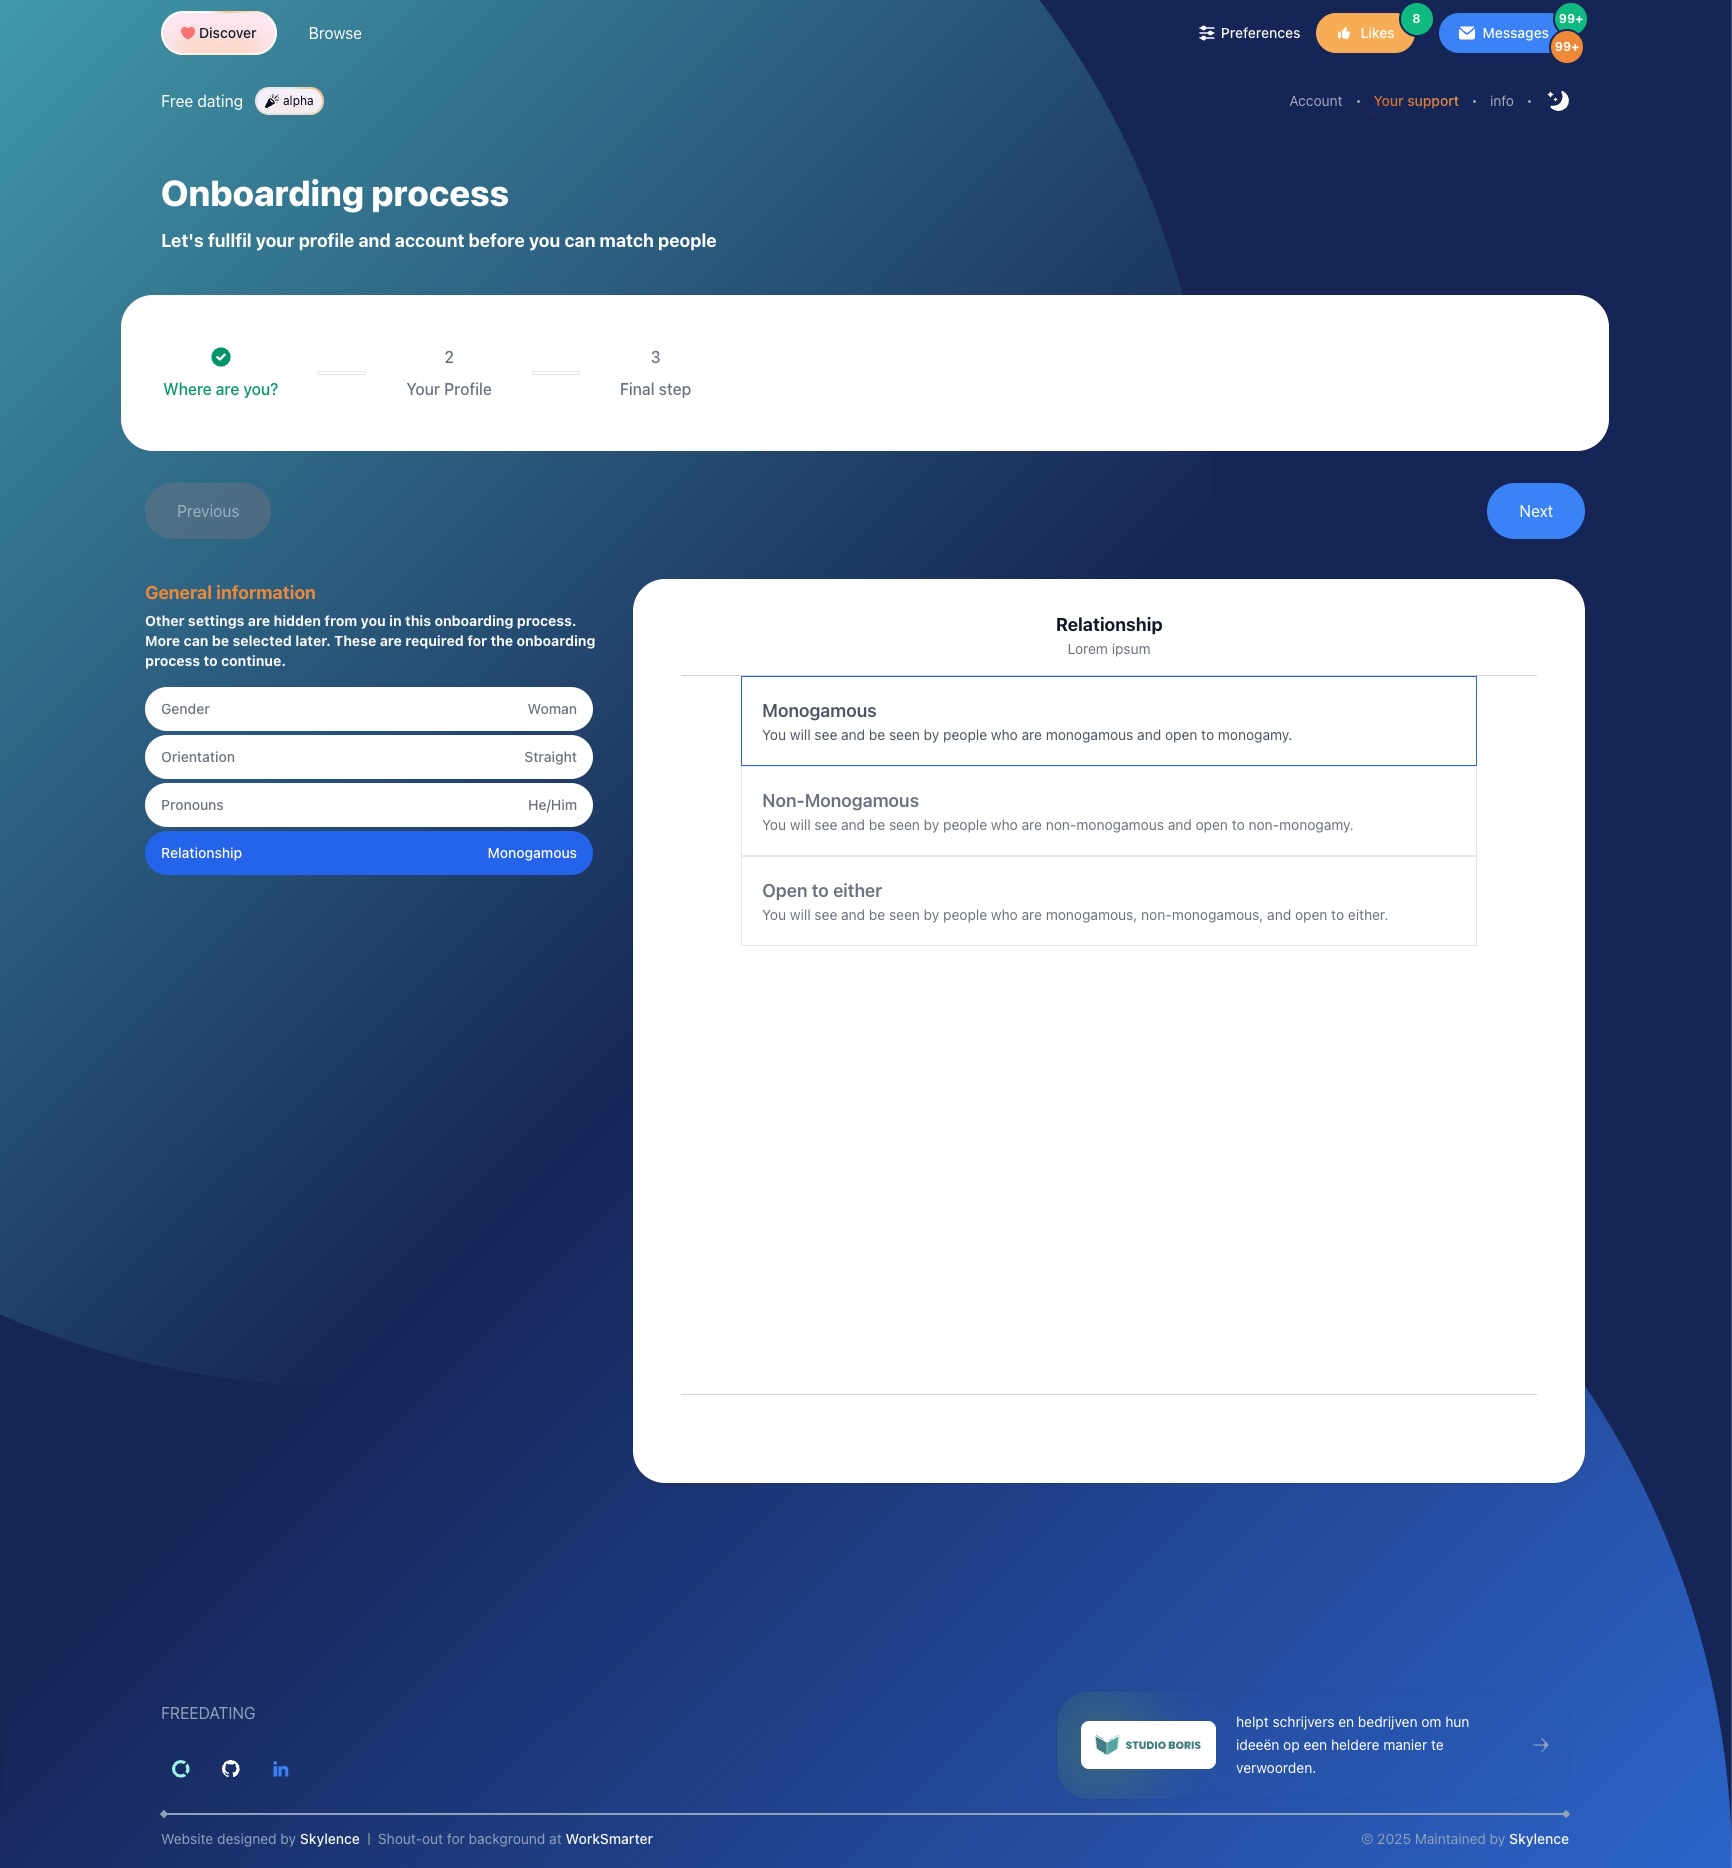 Discover
Browse
Preferences
Likes
8
Messages
99+
99+
Free dating
alpha
Account • Your support • info •
Onboarding process
Let's fullfil your profile and account before you can match people
Where are you?
2
Your Profile
3
Final step
Previous
Next
General information
Other settings are hidden from you in this onboarding process.
More can be selected later. These are required for the onboarding
process to continue.
Gender Woman
Orientation Straight
Pronouns He/Him
Relationship Monogamous
Relationship
Lorem ipsum
Monogamous
You will see and be seen by people who are monogamous and open to monogamy.
Non-Monogamous
You will see and be seen by people who are non-monogamous and open to non-monogamy.
Open to either
You will see and be seen by people who are monogamous, non-monogamous, and open to either.
FREEDATING
STUDIO BORIS
helpt schrijvers en bedrijven om hun
ideeën op een heldere manier te
verwoorden.
Website designed by Skylence | Shout-out for background at WorkSmarter
© 2025 Maintained by Skylence